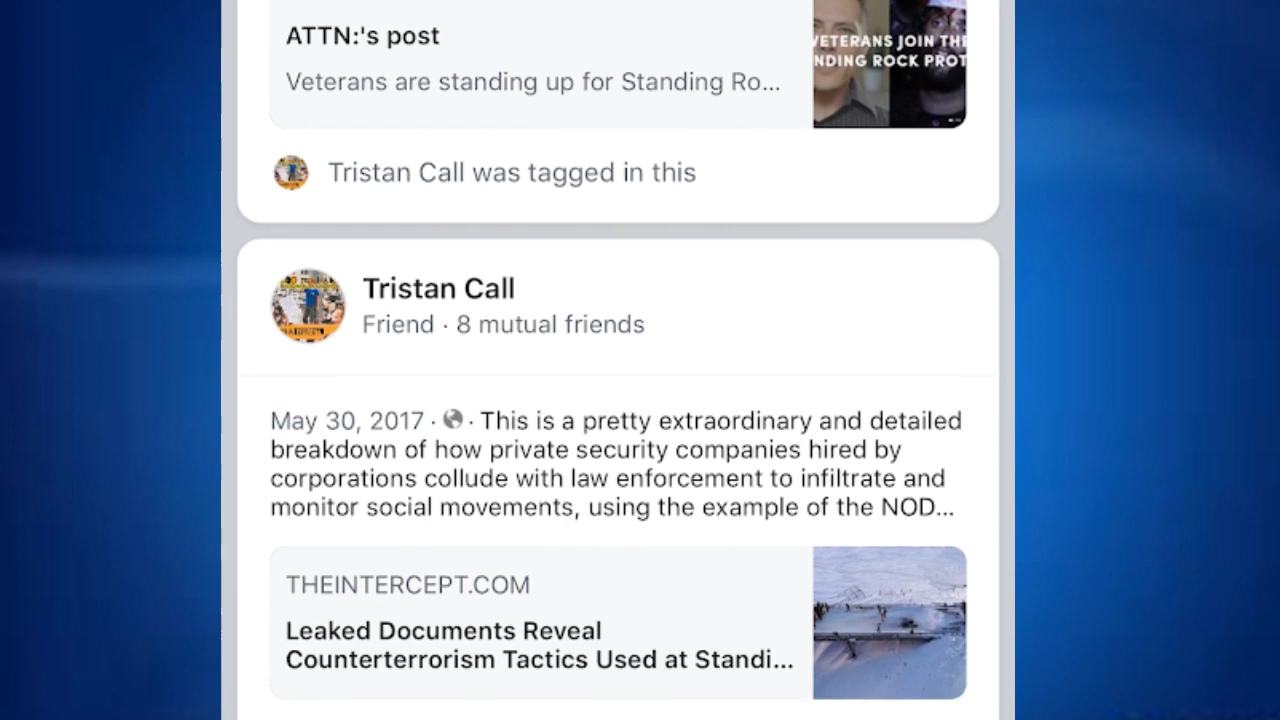 ATTN:'s post
VETERANS JOIN THE
NDING ROCK PROT
Veterans are standing up for Standing Ro...
Tristan Call was tagged in this
Tristan Call
Friend · 8 mutual friends
May 30, 2017 · · This is a pretty extraordinary and detailed
breakdown of how private security companies hired by
corporations collude with law enforcement to infiltrate and
monitor social movements, using the example of the NOD...
THEINTERCEPT.COM
Leaked Documents Reveal
Counterterrorism Tactics Used at Standi...